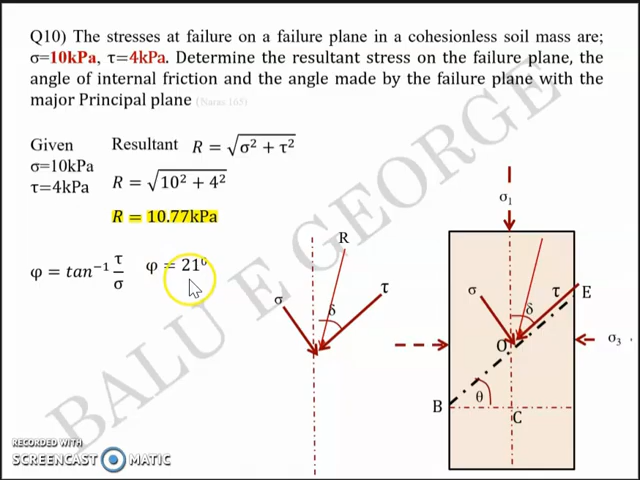 Q10) The stresses at failure on a failure plane in a cohesionless soil mass are;
σ=10kPa, τ=4kPa. Determine the resultant stress on the failure plane, the
angle of internal friction and the angle made by the failure plane with the
major Principal plane (Naras 165)
Given
σ=10kPa
τ=4kPa
Resultant R = √σ² + τ²
R = √10² + 4²
R = 10.77kPa
φ = tan⁻¹ τ/σ
φ = 21⁰
R
σ
τ
δ
σ₁
σ
τ
E
δ
O
σ₃
B
θ
C
BALU E GEORGE
RECORDED WITH
SCREENCAST MATIC